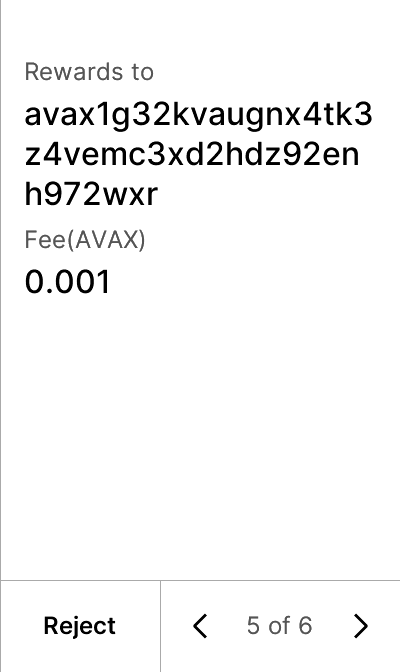 Rewards to
avax1g32kvaugnx4tk3
z4vemc3xd2hdz92en
h972wxr
Fee(AVAX)
0.001
Reject
5 of 6